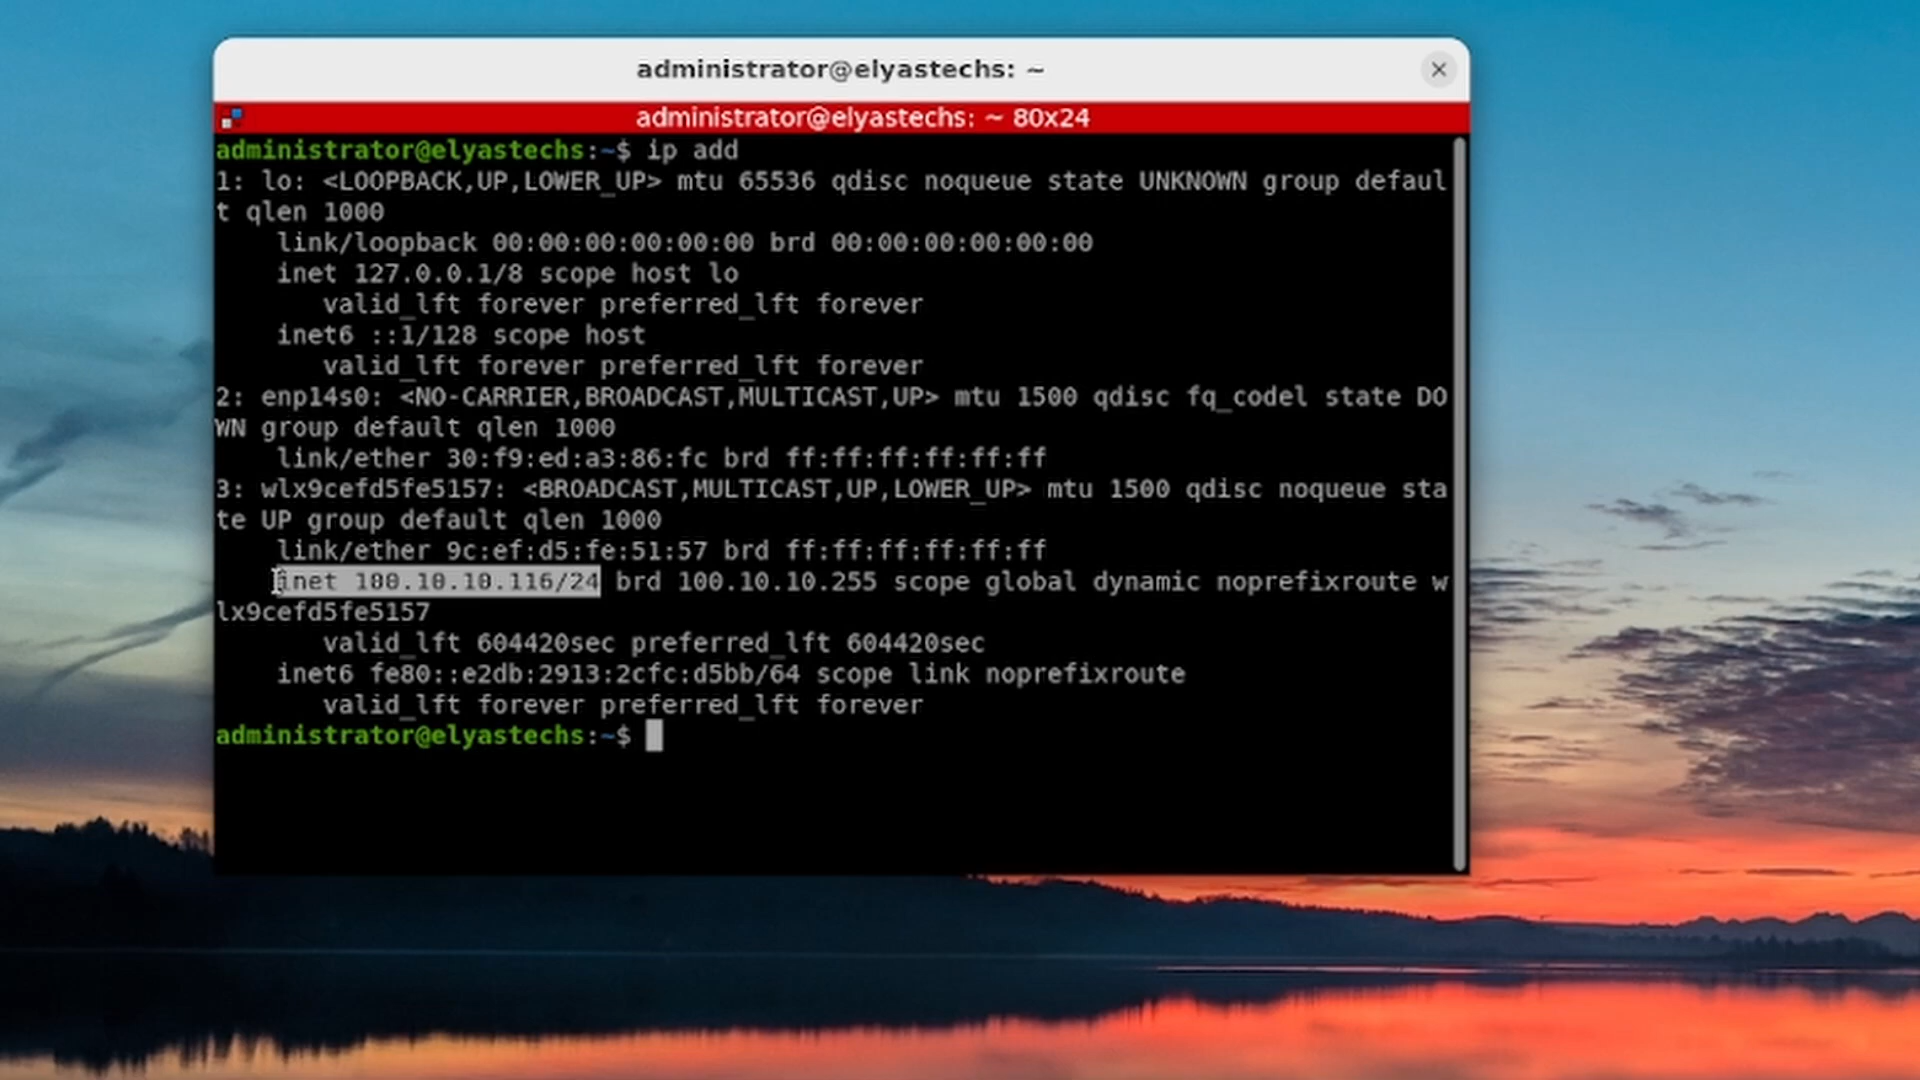 administrator@elyastechs: ~
administrator@elyastechs: ~ 80x24
administrator@elyastechs:~$ ip add
1: lo: <LOOPBACK,UP,LOWER_UP> mtu 65536 qdisc noqueue state UNKNOWN group defaul
t qlen 1000
    link/loopback 00:00:00:00:00:00 brd 00:00:00:00:00:00
    inet 127.0.0.1/8 scope host lo
       valid_lft forever preferred_lft forever
    inet6 ::1/128 scope host
       valid_lft forever preferred_lft forever
2: enp14s0: <NO-CARRIER,BROADCAST,MULTICAST,UP> mtu 1500 qdisc fq_codel state DO
WN group default qlen 1000
    link/ether 30:f9:ed:a3:86:fc brd ff:ff:ff:ff:ff:ff
3: wlx9cefd5fe5157: <BROADCAST,MULTICAST,UP,LOWER_UP> mtu 1500 qdisc noqueue sta
te UP group default qlen 1000
    link/ether 9c:ef:d5:fe:51:57 brd ff:ff:ff:ff:ff:ff
    inet 100.10.10.116/24 brd 100.10.10.255 scope global dynamic noprefixroute w
lx9cefd5fe5157
       valid_lft 604420sec preferred_lft 604420sec
    inet6 fe80::e2db:2913:2cfc:d5bb/64 scope link noprefixroute
       valid_lft forever preferred_lft forever
administrator@elyastechs:~$